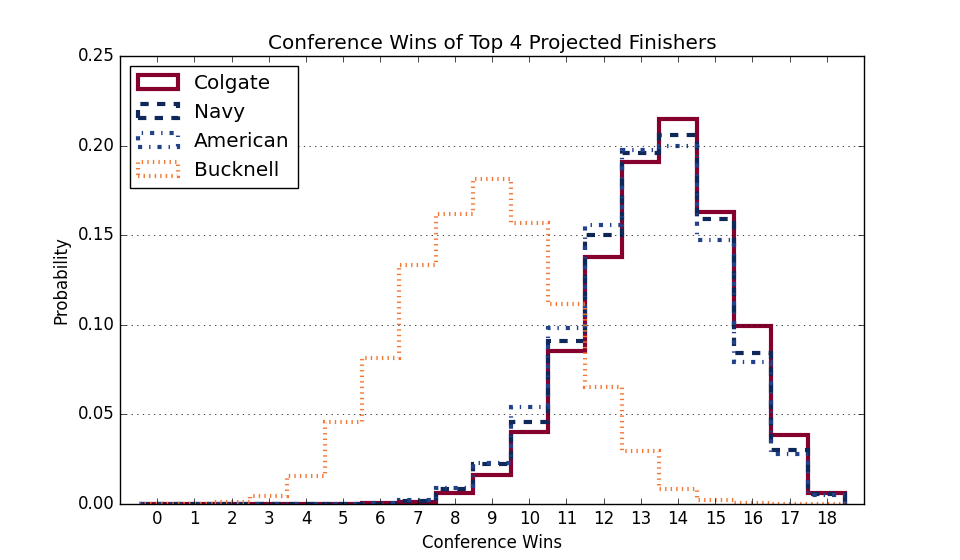 Conference Wins of Top 4 Projected Finishers
0.25
0.20
0.15
0.10
0.05
0.00
Probability
Colgate
Navy
American
Bucknell
0 1 2 3 4 5 6 7 8 9 10 11 12 13 14 15 16 17 18
Conference Wins